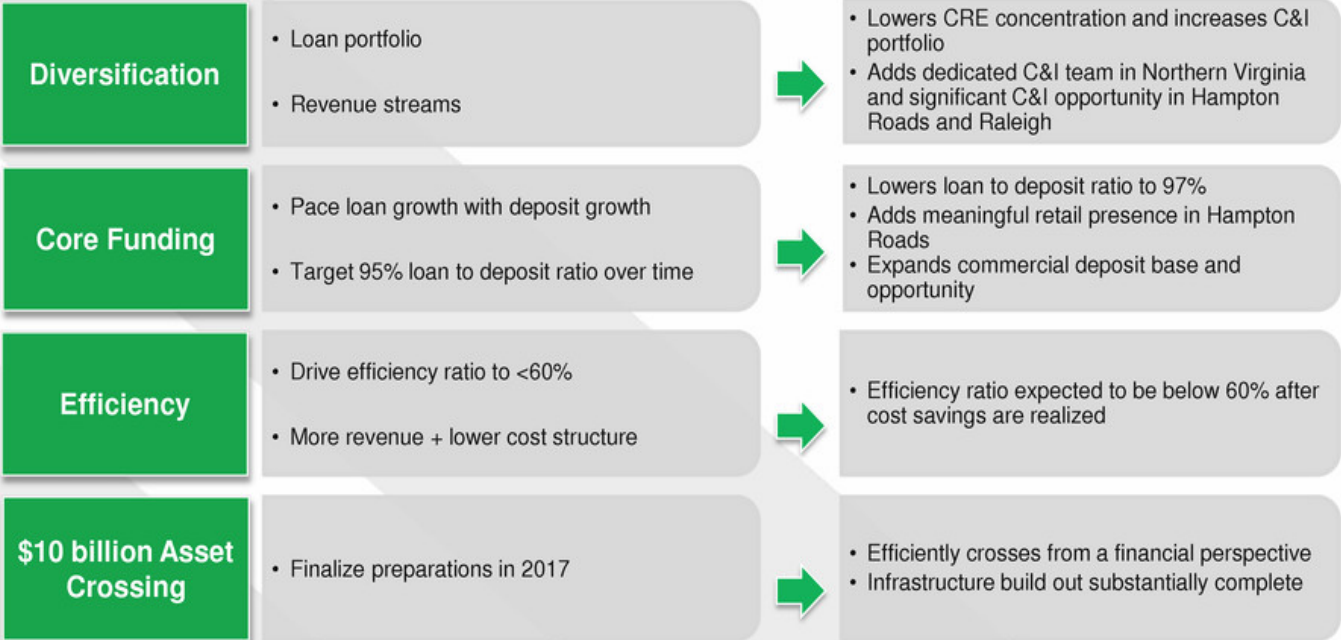 Diversification
• Loan portfolio
• Revenue streams
• Lowers CRE concentration and increases C&I
portfolio
• Adds dedicated C&I team in Northern Virginia
and significant C&I opportunity in Hampton
Roads and Raleigh
Core Funding
• Pace loan growth with deposit growth
• Target 95% loan to deposit ratio over time
• Lowers loan to deposit ratio to 97%
• Adds meaningful retail presence in Hampton
Roads
• Expands commercial deposit base and
opportunity
Efficiency
• Drive efficiency ratio to <60%
• More revenue + lower cost structure
• Efficiency ratio expected to be below 60% after
cost savings are realized
$10 billion Asset
Crossing
• Finalize preparations in 2017
• Efficiently crosses from a financial perspective
• Infrastructure build out substantially complete